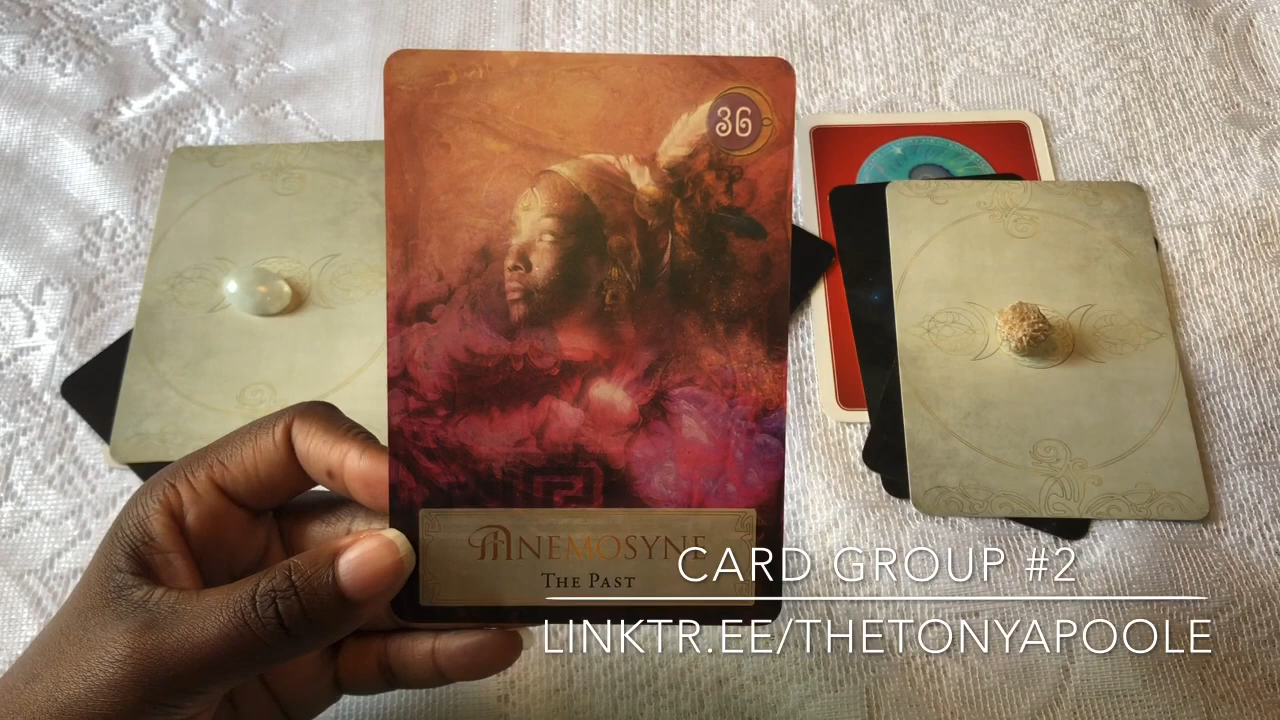 36
MNEMOSYNE
THE PAST
CARD GROUP #2
LINKTR.EE/THETONYAPOOLE